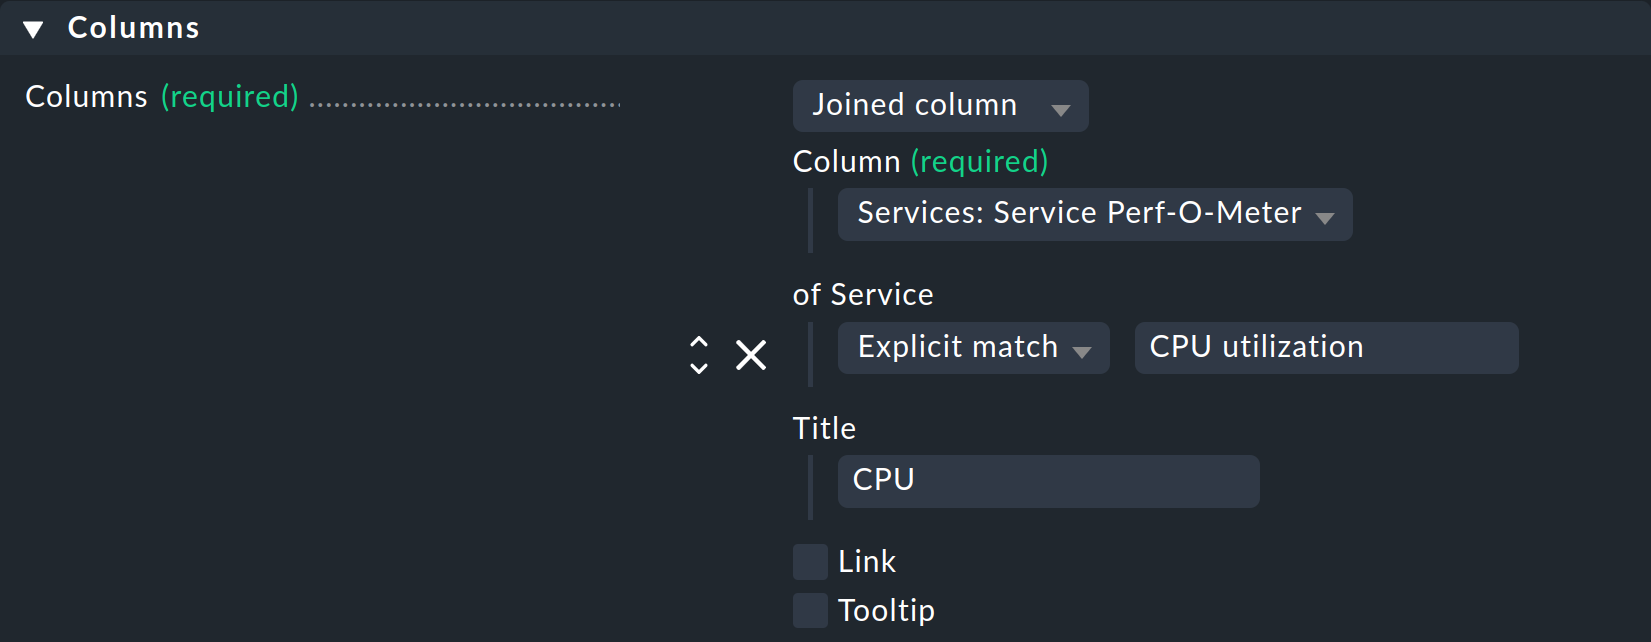 Columns
Columns (required)
Joined column
Column (required)
Services: Service Perf-O-Meter
of Service
Explicit match CPU utilization
Title
CPU
Link
Tooltip